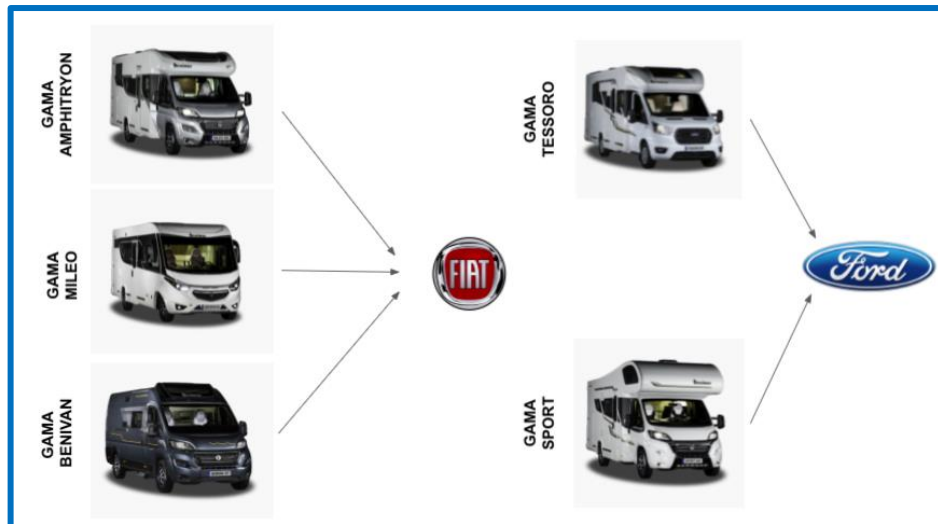 GAMA
AMPHITRYON
GAMA
MILEO
GAMA
BENIVAN
FIAT
GAMA
TESSORO
GAMA
SPORT
Ford